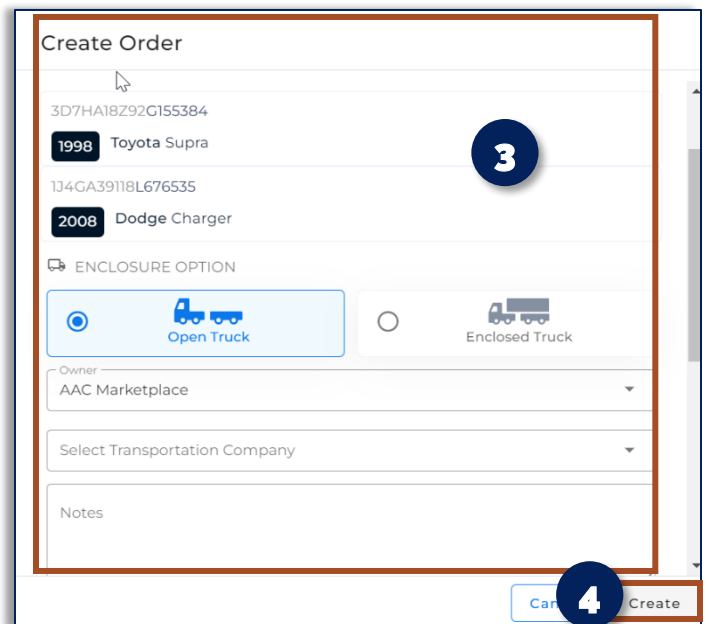 Create Order
3D7HA18Z92G155384
3
1998 Toyota Supra
1J4GA39118L676535
2008 Dodge Charger
ENCLOSURE OPTION
Open Truck
Enclosed Truck
Owner
AAC Marketplace
Select Transportation Company
Notes
4
Create